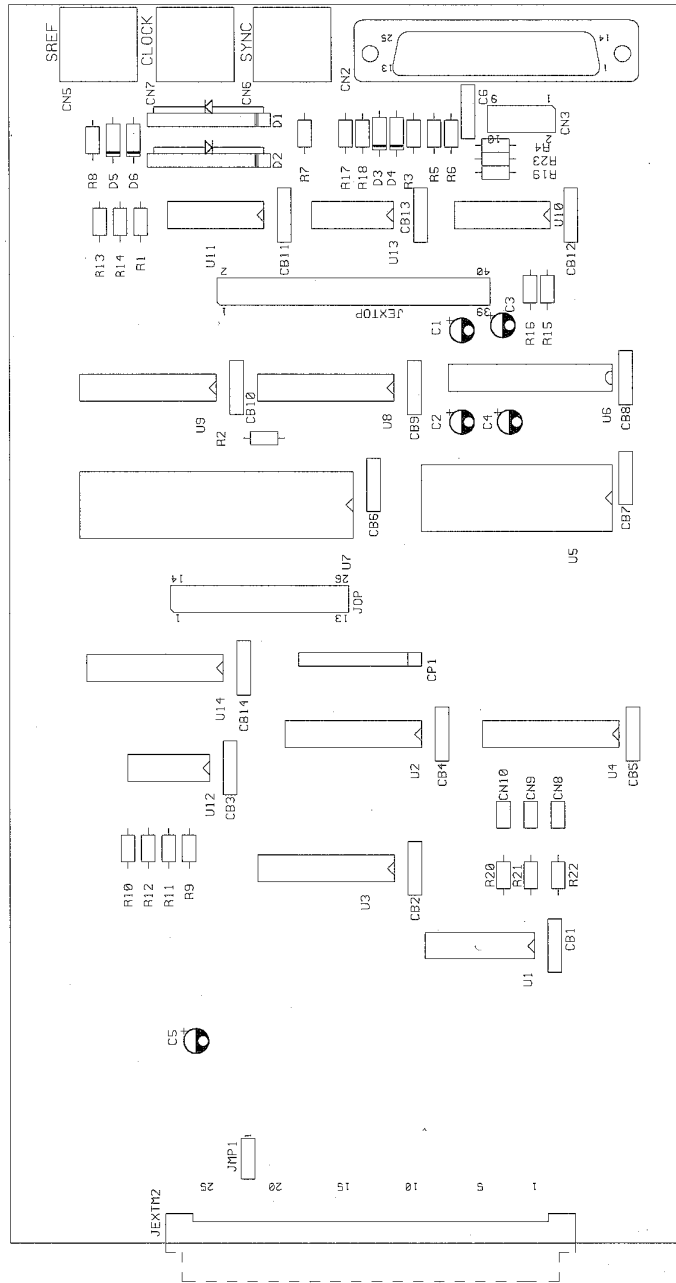 SREF
CLOCK
SYNC
25
14
13
1
CN5
CN7
CN6
CN2
C6
9
1
10
2
CN3
D1
D2
R8
D5
D6
R7
R17
R18
D3
D4
R3
R5
R6
R4
R23
R19
R13
R14
R1
U11
CB11
U13
CB13
U10
CB12
2
40
1
39
JEXTOP
C1
C3
R16
R15
U9
CB10
U8
CB9
U6
CB8
R2
C2
C4
CB6
CB7
U7
U5
14
26
1
13
JOP
U14
CB14
CP1
U2
CB4
U4
CB5
U12
CB3
CN10
CN9
CN8
R10
R12
R11
R9
U3
CB2
R20
R21
R22
U1
CB1
C5
JMP1
25
20
15
10
5
1
JEXTM2